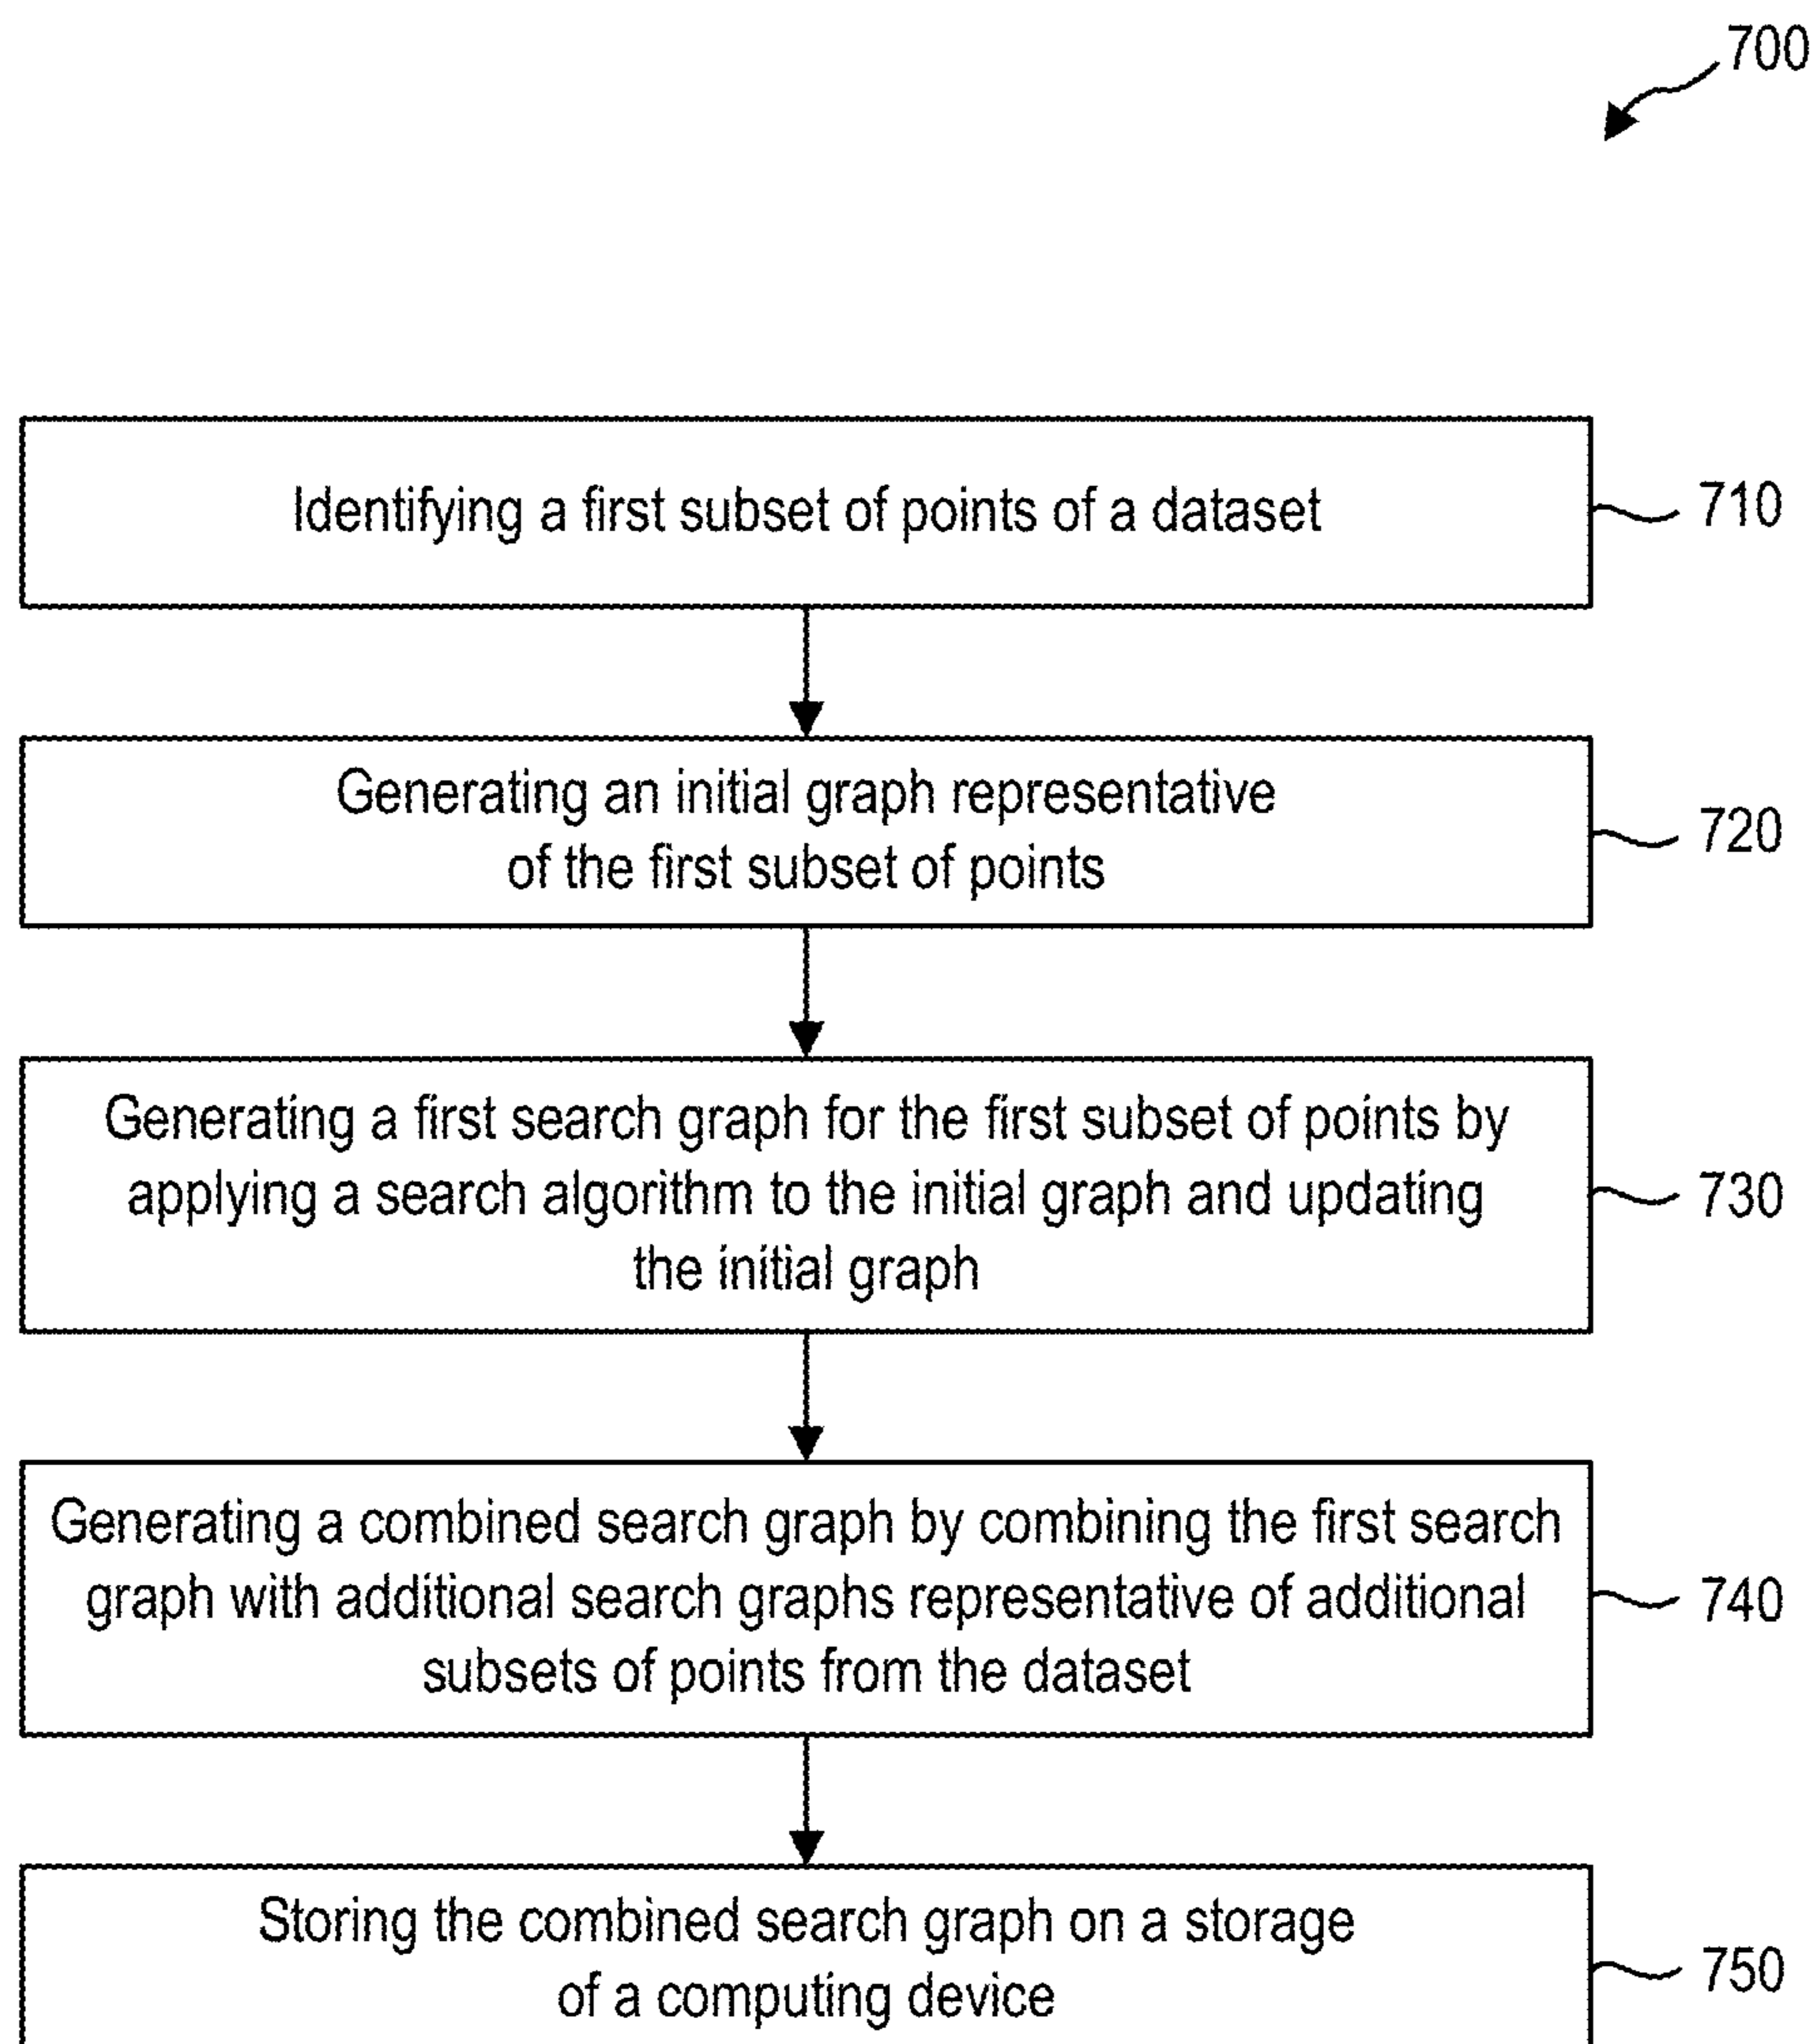 700
Identifying a first subset of points of a dataset
710
Generating an initial graph representative
of the first subset of points
720
Generating a first search graph for the first subset of points by
applying a search algorithm to the initial graph and updating
the initial graph
730
Generating a combined search graph by combining the first search
graph with additional search graphs representative of additional
subsets of points from the dataset
740
Storing the combined search graph on a storage
of a computing device
750